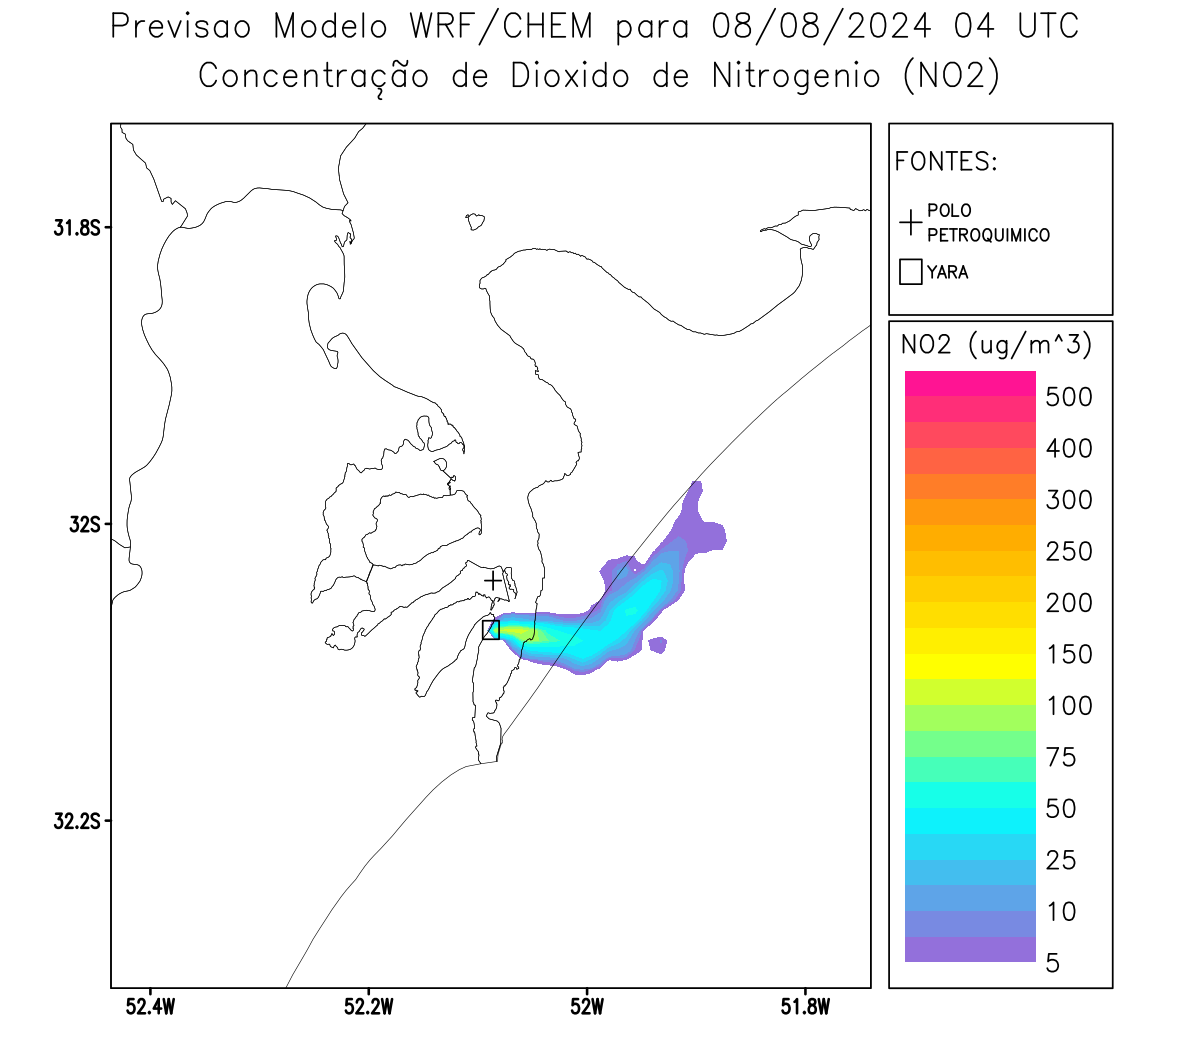 Previsao Modelo WRF/CHEM para 08/08/2024 04 UTC
Concentração de Dioxido de Nitrogenio (NO2)
FONTES:
POLO
PETROQUIMICO
YARA
NO2 (ug/m^3)
500
400
300
250
200
150
100
75
50
25
10
5
31.8S
32S
32.2S
52.4W
52.2W
52W
51.8W